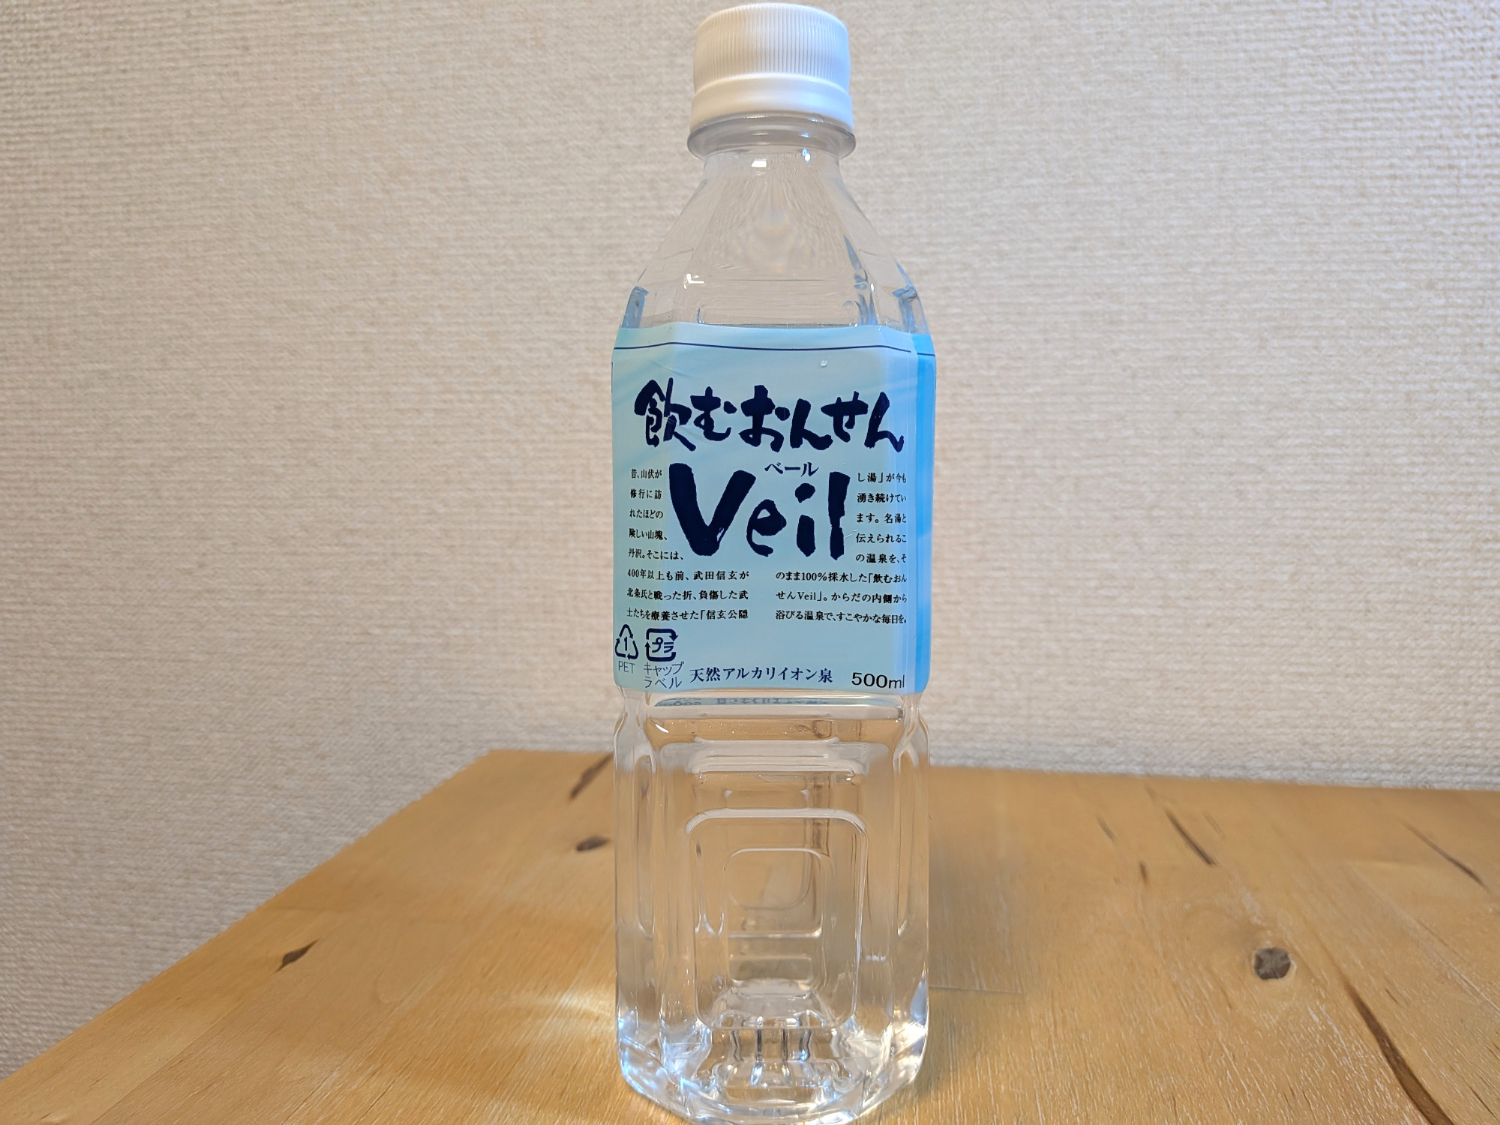 飲むおんせん
ベール
Veil
昔、山伏が
修行に訪
れたほどの
険しい山塊、
丹沢。そこには、
400年以上も前、武田信玄が
北条氏と戦った折、負傷した武
士たちを療養させた「信玄公隠
し湯」が今も
湧き続けてい
ます。名湯と
伝えられるこ
の温泉を、そ
のまま100%採水した「飲むおん
せんVeil」。からだの内側から
浴びる温泉で、すこやかな毎日を。
1
PET
プラ
キャップ
ラベル
天然アルカリイオン泉
500ml